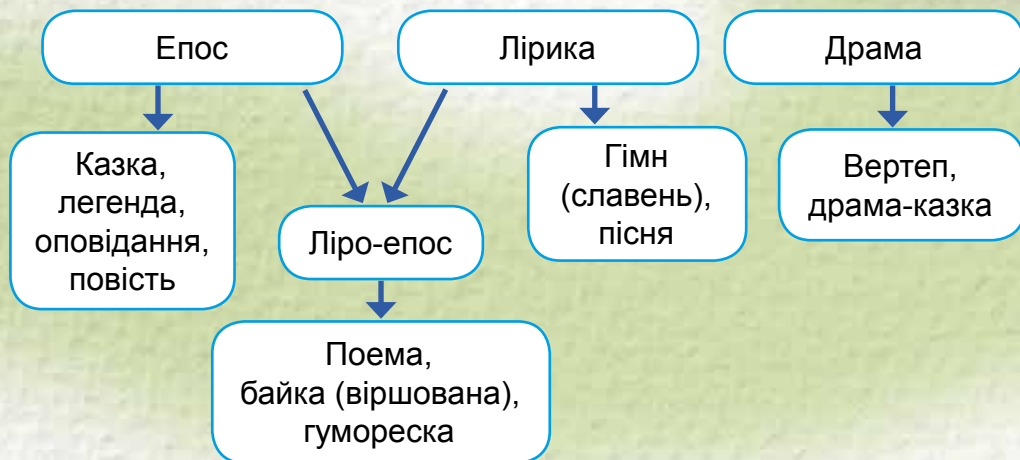 Епос
Лірика
Драма
Казка,
легенда,
оповідання,
повість
Ліро-епос
Гімн
(славень),
пісня
Вертеп,
драма-казка
Поема,
байка (віршована),
гумореска